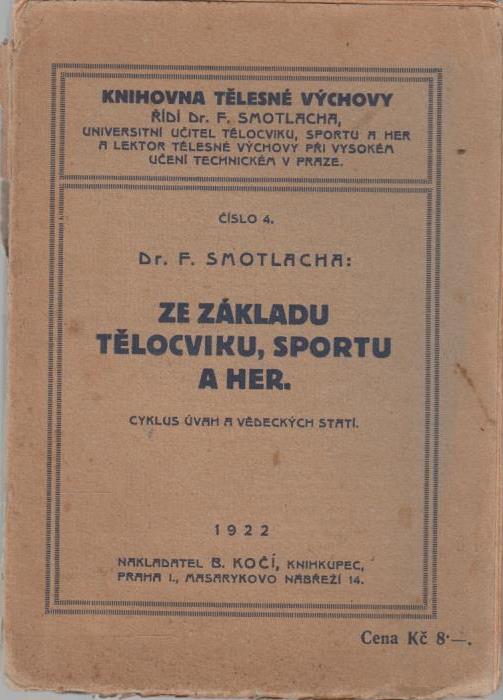 KNIHOVNA TĚLESNÉ VÝCHOVY
ŘÍDÍ Dr. F. SMOTLACHA,
UNIVERSITNÍ UČITEL TĚLOCVIKU, SPORTU A HER
A LEKTOR TĚLESNÉ VÝCHOVY PŘI VYSOKÉM
UČENÍ TECHNICKÉM V PRAZE.
ČÍSLO 4.
Dr. F. SMOTLACHA:
ZE ZÁKLADU
TĚLOCVIKU, SPORTU
A HER.
CYKLUS ÚVAH A VĚDECKÝCH STATÍ.
1922
NAKLADATEL B. KOČÍ, KNIHKUPEC,
PRAHA I., MASARYKOVO NÁBŘEŽÍ 14.
Cena Kč 8·—.